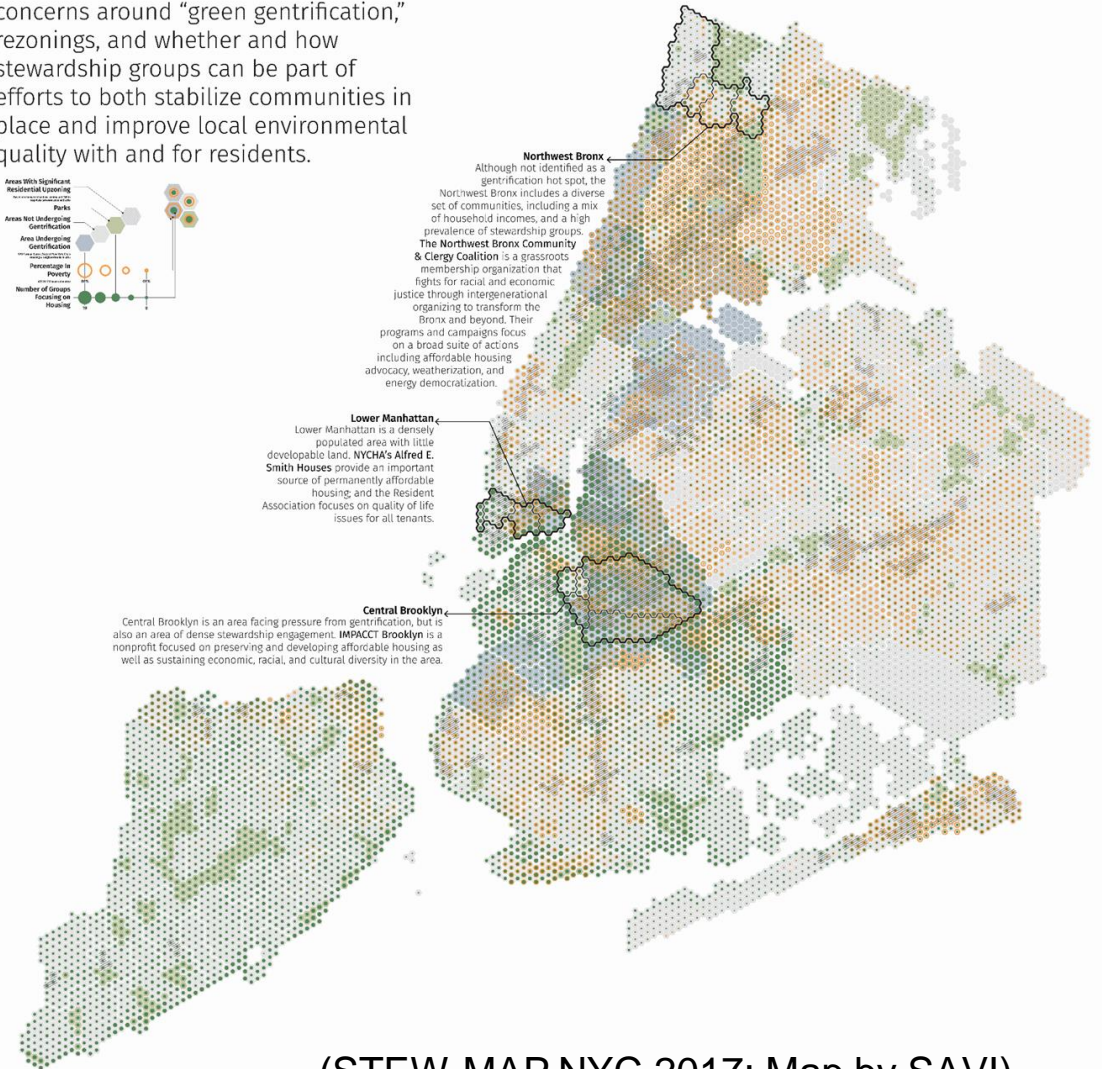 concerns around “green gentrification,”
rezonings, and whether and how
stewardship groups can be part of
efforts to both stabilize communities in
place and improve local environmental
quality with and for residents.
Areas With Significant
Residential Upzoning
Parks
Areas Not Undergoing
Gentrification
Area Undergoing
Gentrification
Percentage in
Poverty
Number of Groups
Focusing on
Housing
Northwest Bronx
Although not identified as a
gentrification hot spot, the
Northwest Bronx includes a diverse
set of communities, including a mix
of household incomes, and a high
prevalence of stewardship groups.
The Northwest Bronx Community
& Clergy Coalition is a grassroots
membership organization that
fights for racial and economic
justice through intergenerational
organizing to transform the
Bronx and beyond. Their
programs and campaigns focus
on a broad suite of actions
including affordable housing
advocacy, weatherization, and
energy democratization.
Lower Manhattan
Lower Manhattan is a densely
populated area with little
developable land. NYCHA’s Alfred E.
Smith Houses provide an important
source of permanently affordable
housing; and the Resident
Association focuses on quality of life
issues for all tenants.
Central Brooklyn
Central Brooklyn is an area facing pressure from gentrification, but is
also an area of dense stewardship engagement. IMPACCT Brooklyn is a
nonprofit focused on preserving and developing affordable housing as
well as sustaining economic, racial, and cultural diversity in the area.
(STEW-MAP NYC 2017; Map by SAVI)